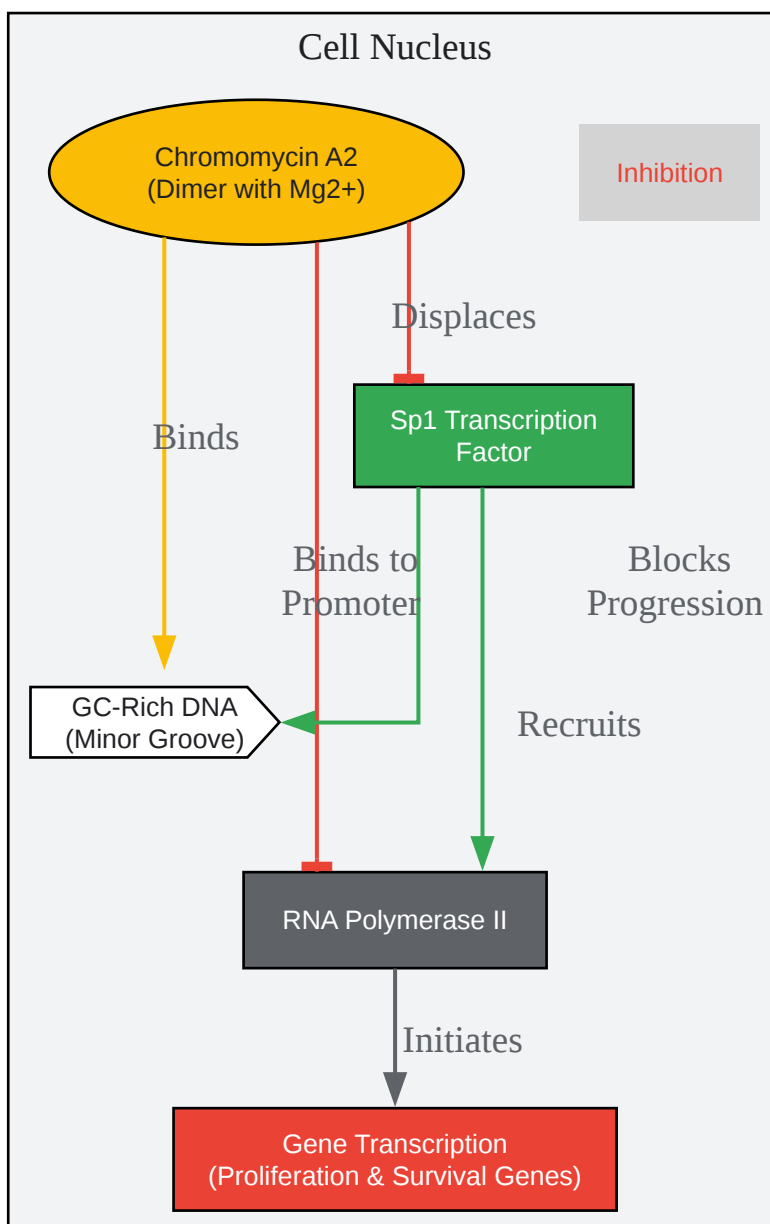 Cell Nucleus
Chromomycin A2
(Dimer with Mg2+)
Inhibition
Displaces
Sp1 Transcription
Factor
Binds
Binds to
Promoter
Blocks
Progression
GC-Rich DNA
(Minor Groove)
Recruits
RNA Polymerase II
Initiates
Gene Transcription
(Proliferation & Survival Genes)